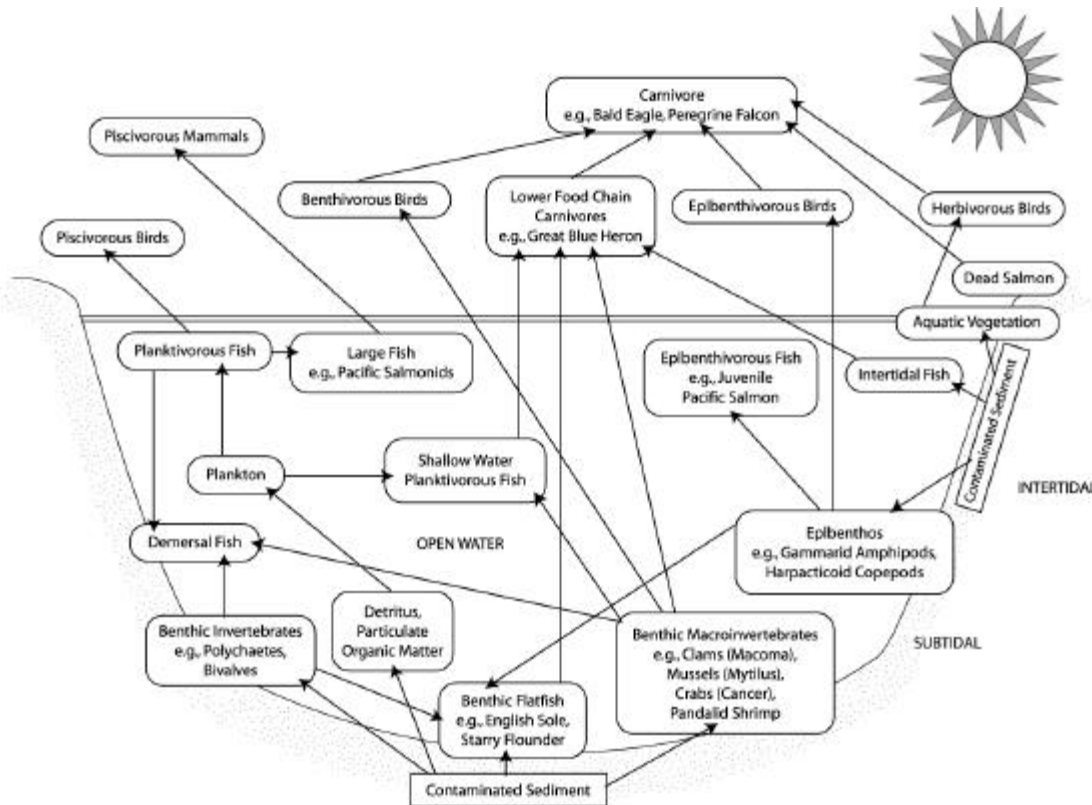 Carnivore
e.g., Bald Eagle, Peregrine Falcon
Piscivorous Mammals
Benthivorous Birds
Lower Food Chain
Carnivores
e.g., Great Blue Heron
Eplbenthivorous Birds
Herbivorous Birds
Piscivorous Birds
Dead Salmon
Aquatic Vegetation
Planktivorous Fish
Large Fish
e.g., Pacific Salmonids
Eplbenthivorous Fish
e.g., Juvenile
Pacific Salmon
Intertidal Fish
Contaminated Sediment
Plankton
Shallow Water
Planktivorous Fish
INTERTIDAL
Demersal Fish
OPEN WATER
Eplbenthos
e.g., Gammarid Amphipods,
Harpacticoid Copepods
Benthic Invertebrates
e.g., Polychaetes,
Bivalves
Detritus,
Particulate
Organic Matter
Benthic Macroinvertebrates
e.g., Clams (Macoma),
Mussels (Mytilus),
Crabs (Cancer),
Pandalid Shrimp
SUBTIDAL
Benthic Flatfish
e.g., English Sole,
Starry Flounder
Contaminated Sediment